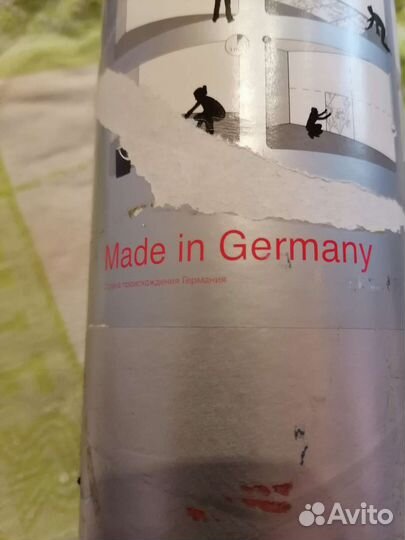 Made in Germany
Страна происхождения Германия
Avito